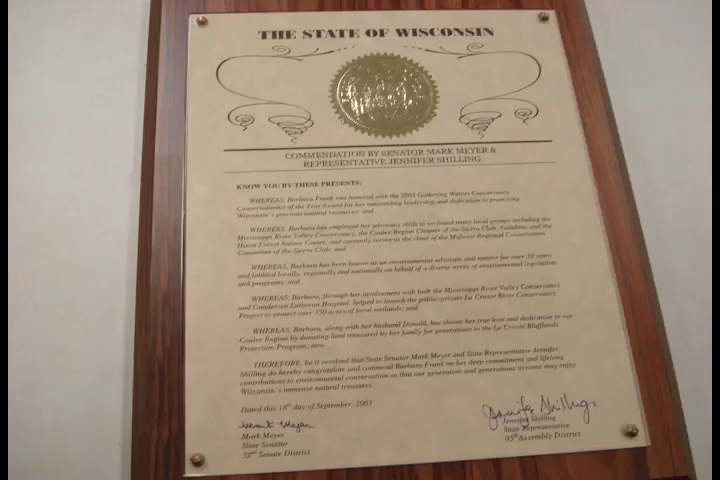 THE STATE OF WISCONSIN
COMMENDATION BY SENATOR MARK MEYER &
REPRESENTATIVE JENNIFER SHILLING
KNOW YOU BY THESE PRESENTS:
WHEREAS, Barbara Frank was honored with the 2003 Gathering Waters Conservancy
Conservationist of the Year Award for her outstanding leadership and dedication to protecting
Wisconsin's precious natural resources; and
WHEREAS, Barbara has employed her advocacy skills to co-found many local groups including the
Mississippi River Valley Conservancy, the Coulee Region Chapter of the Sierra Club, Audubon, and the
Hixon Forest Nature Center, and currently serves as the chair of the Midwest Regional Conservation
Committee of the Sierra Club; and
WHEREAS, Barbara has been known as an environmental advocate and mentor for over 30 years
and lobbied locally, regionally and nationally on behalf of a diverse array of environmental legislation
and programs; and
WHEREAS, Barbara, through her involvement with both the Mississippi River Valley Conservancy
and Gundersen Lutheran Hospital, helped to launch the public-private La Crosse River Conservancy
Project to protect over 350 acres of local wetlands; and
WHEREAS, Barbara, along with her husband Donald, has shown her true love and dedication to our
Coulee Region by donating land treasured by her family for generations to the La Crosse Blufflands
Protection Program; now
THEREFORE, be it resolved that State Senator Mark Meyer and State Representative Jennifer
Shilling do hereby congratulate and commend Barbara Frank on her deep commitment and lifelong
contributions to environmental conservation so that our generation and generations to come may enjoy
Wisconsin's immense natural treasures.
Dated this 18th day of September, 2003
Mark Meyer
Jennifer Shilling
Mark Meyer
State Senator
32nd Senate District
Jennifer Shilling
State Representative
95th Assembly District